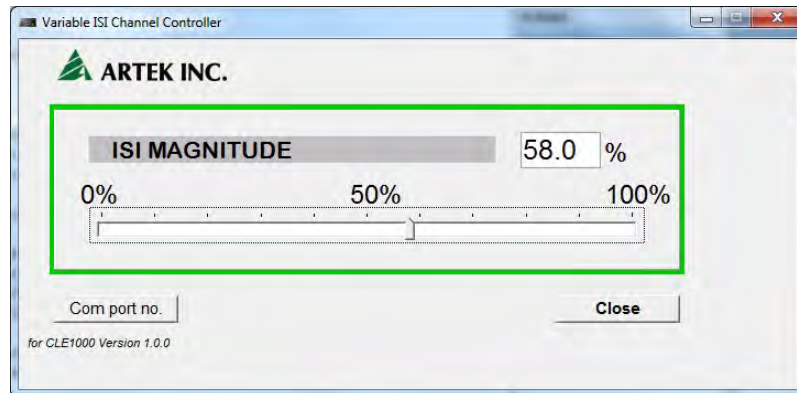 Variable ISI Channel Controller
ARTEK INC.
ISI MAGNITUDE 58.0 %
0% 50% 100%
Com port no. Close
for CLE1000 Version 1.0.0